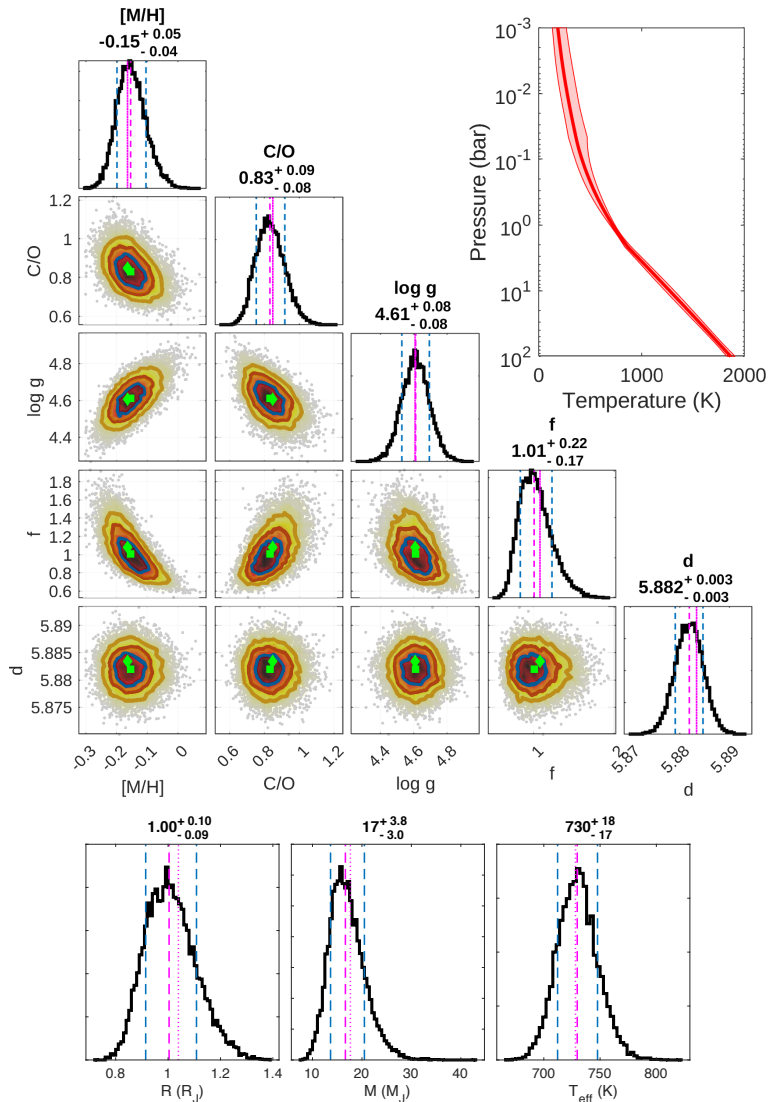 [M/H]
-0.15 + 0.05 - 0.04
C/O
0.83 + 0.09 - 0.08
log g
4.61 + 0.08 - 0.08
f
1.01 + 0.22 - 0.17
d
5.882 + 0.003 - 0.003
10-3
10-2
10-1
100
101
102
Pressure (bar)
0 1000 2000
Temperature (K)
1.2
1
0.8
0.6
C/O
4.8
4.6
4.4
log g
1.8
1.6
1.4
1.2
1
0.8
0.6
f
5.89
5.885
5.88
5.875
d
-0.3 -0.2 -0.1 0
[M/H]
0.6 0.8 1 1.2
C/O
4.4 4.6 4.8
log g
1 2
f
5.87 5.88 5.89
d
1.00 + 0.10 - 0.09
17 + 3.8 - 3.0
730 + 18 - 17
0.8 1 1.2 1.4
R (RJ)
10 20 30 40
M (MJ)
700 750 800
Teff (K)